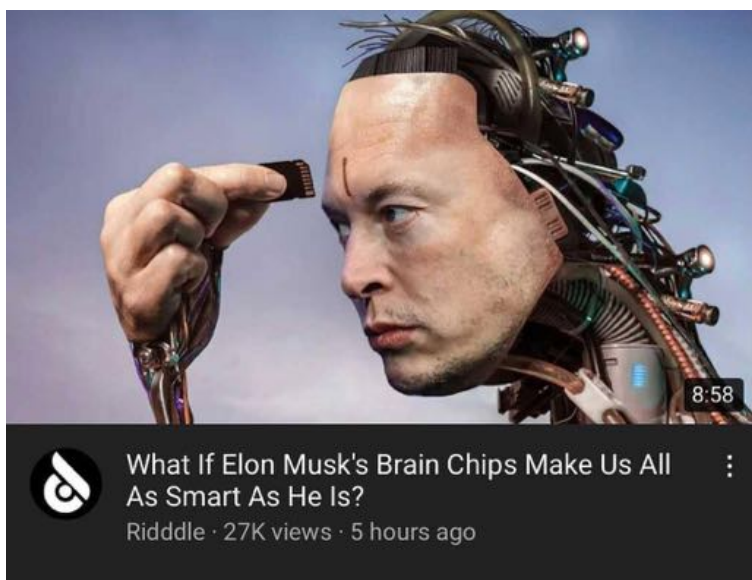 8:58
What If Elon Musk's Brain Chips Make Us All
As Smart As He Is?
Ridddle · 27K views · 5 hours ago